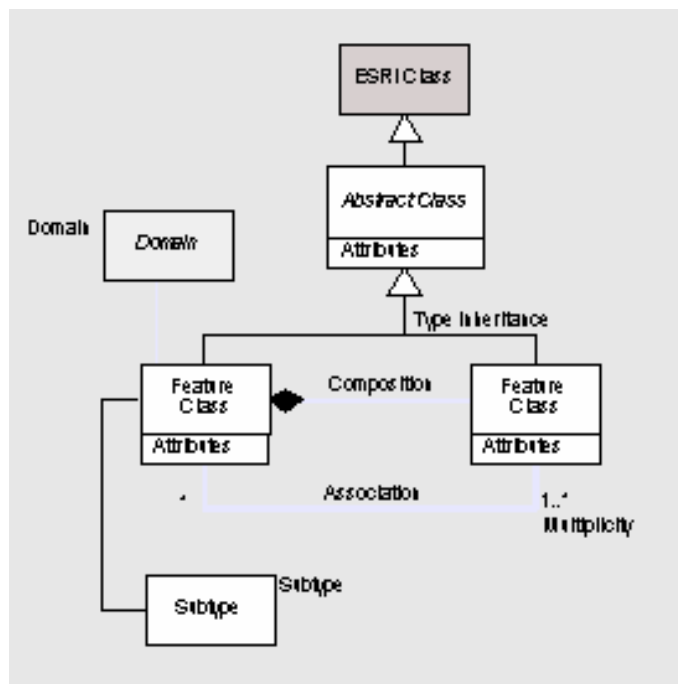 ESRI Class
Abstract Class
Attributes
Domain
Domain
Type Inheritance
Feature
Class
Attributes
Composition
Feature
Class
Attributes
*
Association
1..*
Multiplicity
Subtype
Subtype